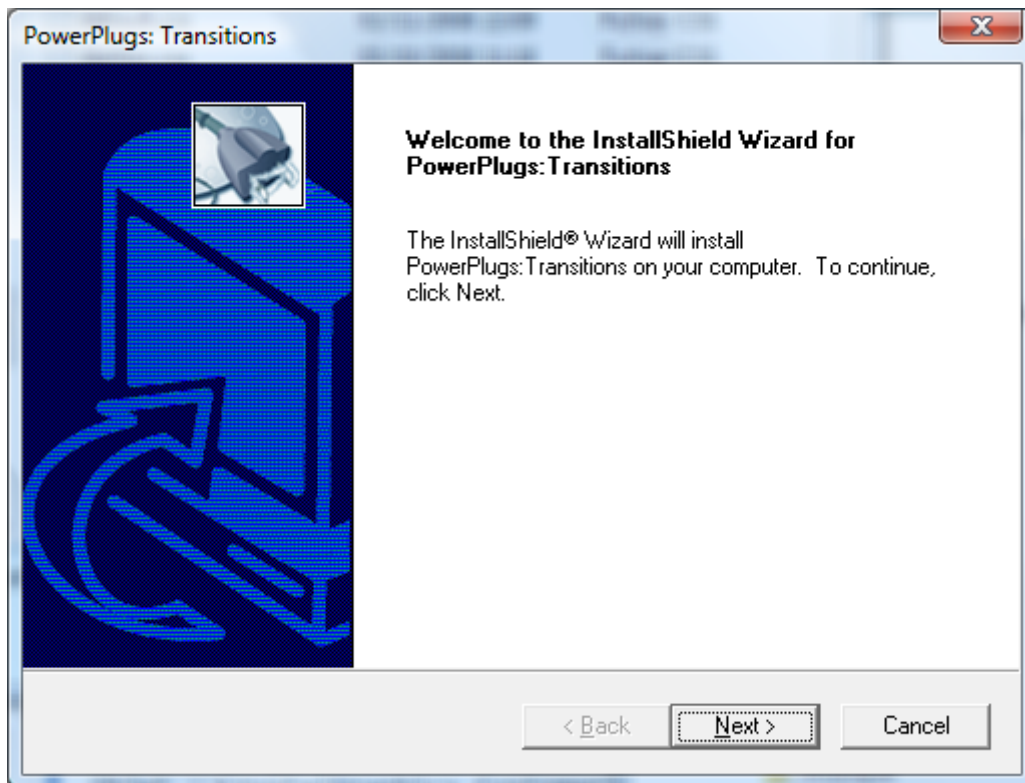 PowerPlugs: Transitions
Welcome to the InstallShield Wizard for
PowerPlugs:Transitions
The InstallShield® Wizard will install
PowerPlugs:Transitions on your computer. To continue,
click Next.
< Back
Next >
Cancel